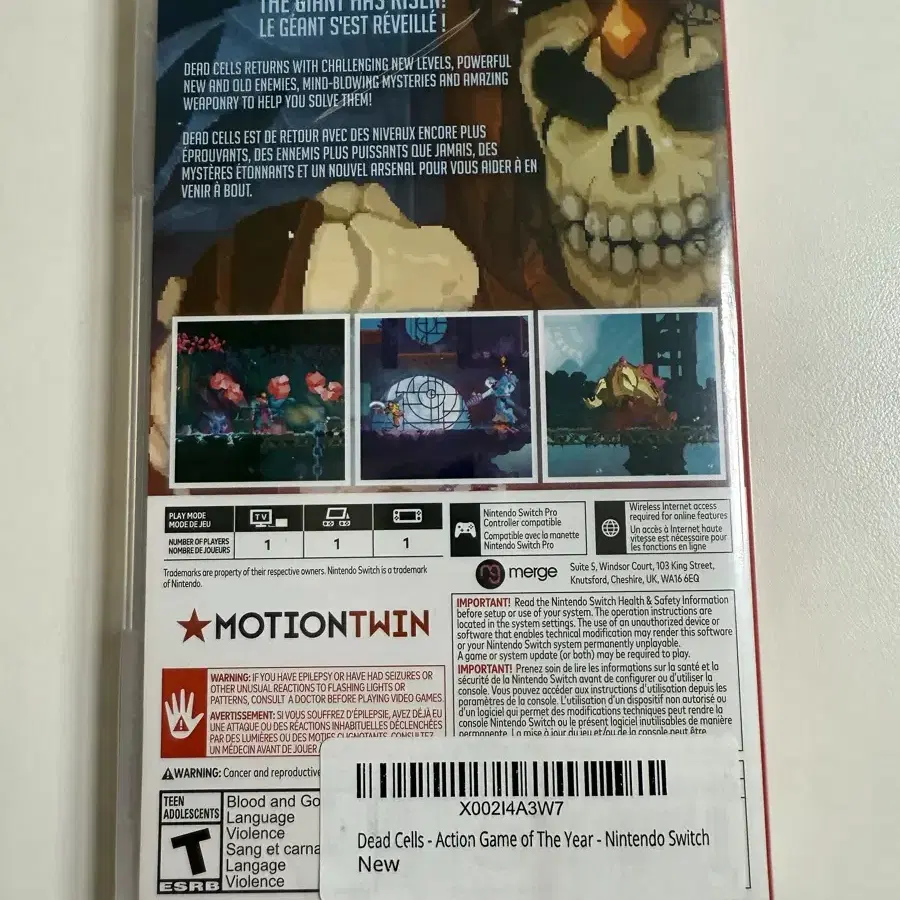 THE GIANT HAS RISEN!
LE GÉANT S'EST RÉVEILLÉ !
DEAD CELLS RETURNS WITH CHALLENGING NEW LEVELS, POWERFUL
NEW AND OLD ENEMIES, MIND-BLOWING MYSTERIES AND AMAZING
WEAPONRY TO HELP YOU SOLVE THEM!
DEAD CELLS EST DE RETOUR AVEC DES NIVEAUX ENCORE PLUS
ÉPROUVANTS, DES ENNEMIS PLUS PUISSANTS QUE JAMAIS, DES
MYSTÈRES ÉTONNANTS ET UN NOUVEL ARSENAL POUR VOUS AIDER À EN
VENIR À BOUT.
PLAY MODE
MODE DE JEU
TV
NUMBER OF PLAYERS
NOMBRE DE JOUEURS
1 1 1
Nintendo Switch Pro
Controller compatible
Compatible avec la manette
Nintendo Switch Pro
Wireless Internet access
required for online features
Un accès à Internet haute
vitesse est nécessaire pour
les fonctions en ligne
Trademarks are property of their respective owners. Nintendo Switch is a trademark
of Nintendo.
merge
Suite 5, Windsor Court, 103 King Street,
Knutsford, Cheshire, UK, WA16 6EQ
MOTIONTWIN
IMPORTANT! Read the Nintendo Switch Health & Safety Information
before setup or use of your system. The operation instructions are
located in the system settings. The use of an unauthorized device or
software that enables technical modification may render this software
or your Nintendo Switch system permanently unplayable.
A game or system update (or both) may be required to play.
IMPORTANT! Prenez soin de lire les informations sur la santé et la
sécurité de la Nintendo Switch avant de configurer ou d'utiliser la
console. Vous pouvez accéder aux instructions d'utilisation depuis les
paramètres de la console. L'utilisation d'un dispositif non autorisé ou
d'un logiciel qui permet des modifications techniques peut rendre la
console Nintendo Switch ou le présent logiciel inutilisables de manière
permanente. La mise à jour du jeu et/ou de la console peut être
WARNING: IF YOU HAVE EPILEPSY OR HAVE HAD SEIZURES OR
OTHER UNUSUAL REACTIONS TO FLASHING LIGHTS OR
PATTERNS, CONSULT A DOCTOR BEFORE PLAYING VIDEO GAMES
AVERTISSEMENT: SI VOUS SOUFFREZ D'ÉPILEPSIE, AVEZ DÉJÀ EU
UNE ATTAQUE OU DES RÉACTIONS INHABITUELLES DÉCLENCHÉES
PAR DES LUMIÈRES OU DES MOTIFS CLIGNOTANTS, CONSULTEZ
UN MÉDECIN AVANT DE JOUER
WARNING: Cancer and reproductive
TEEN
ADOLESCENTS
T
ESRB
Blood and Go
Language
Violence
Sang et carna
Langage
Violence
X002I4A3W7
Dead Cells - Action Game of The Year - Nintendo Switch
New